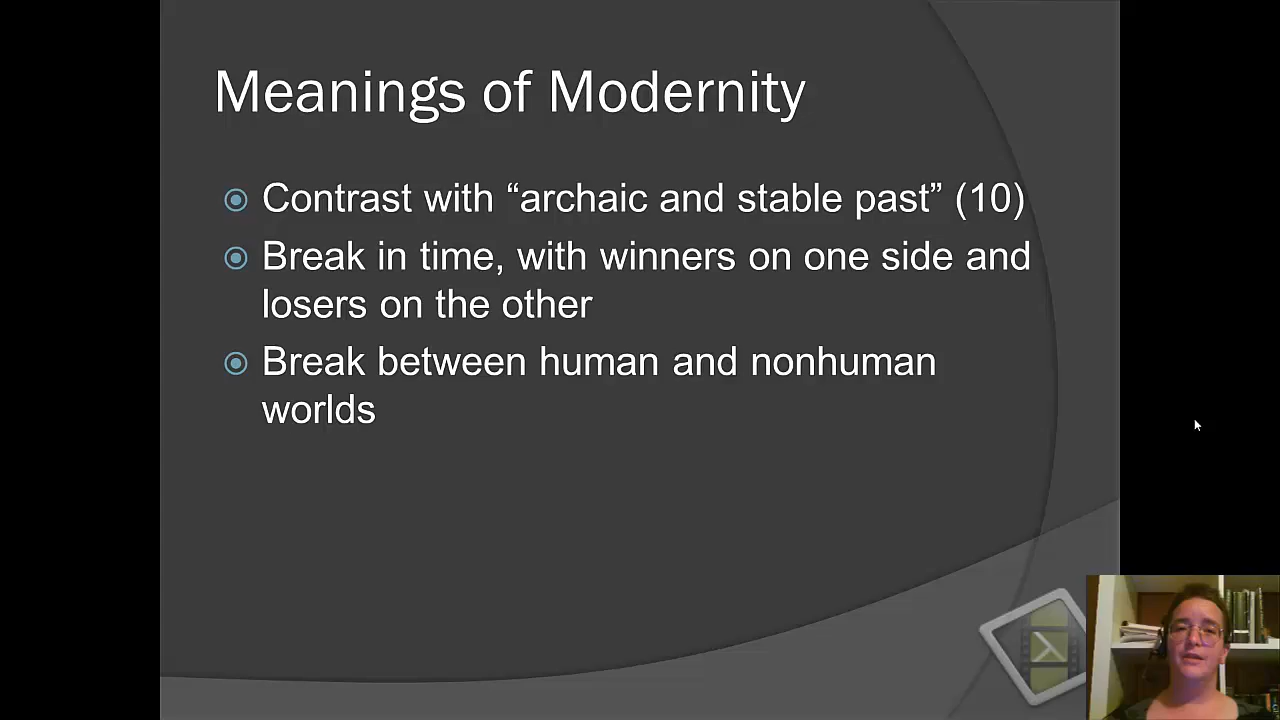 Meanings of Modernity
Contrast with “archaic and stable past” (10)
Break in time, with winners on one side and
losers on the other
Break between human and nonhuman
worlds